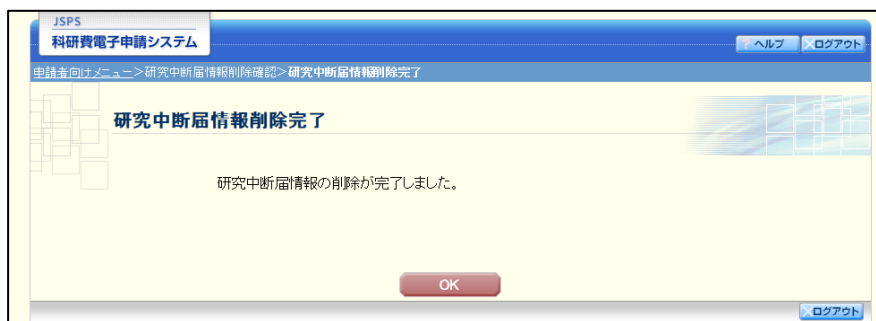 JSPS
科研費電子申請システム
?ヘルプ ×ログアウト
申請者向けメニュー>研究中断届情報削除確認>研究中断届情報削除完了
研究中断届情報削除完了
研究中断届情報の削除が完了しました。
OK
×ログアウト